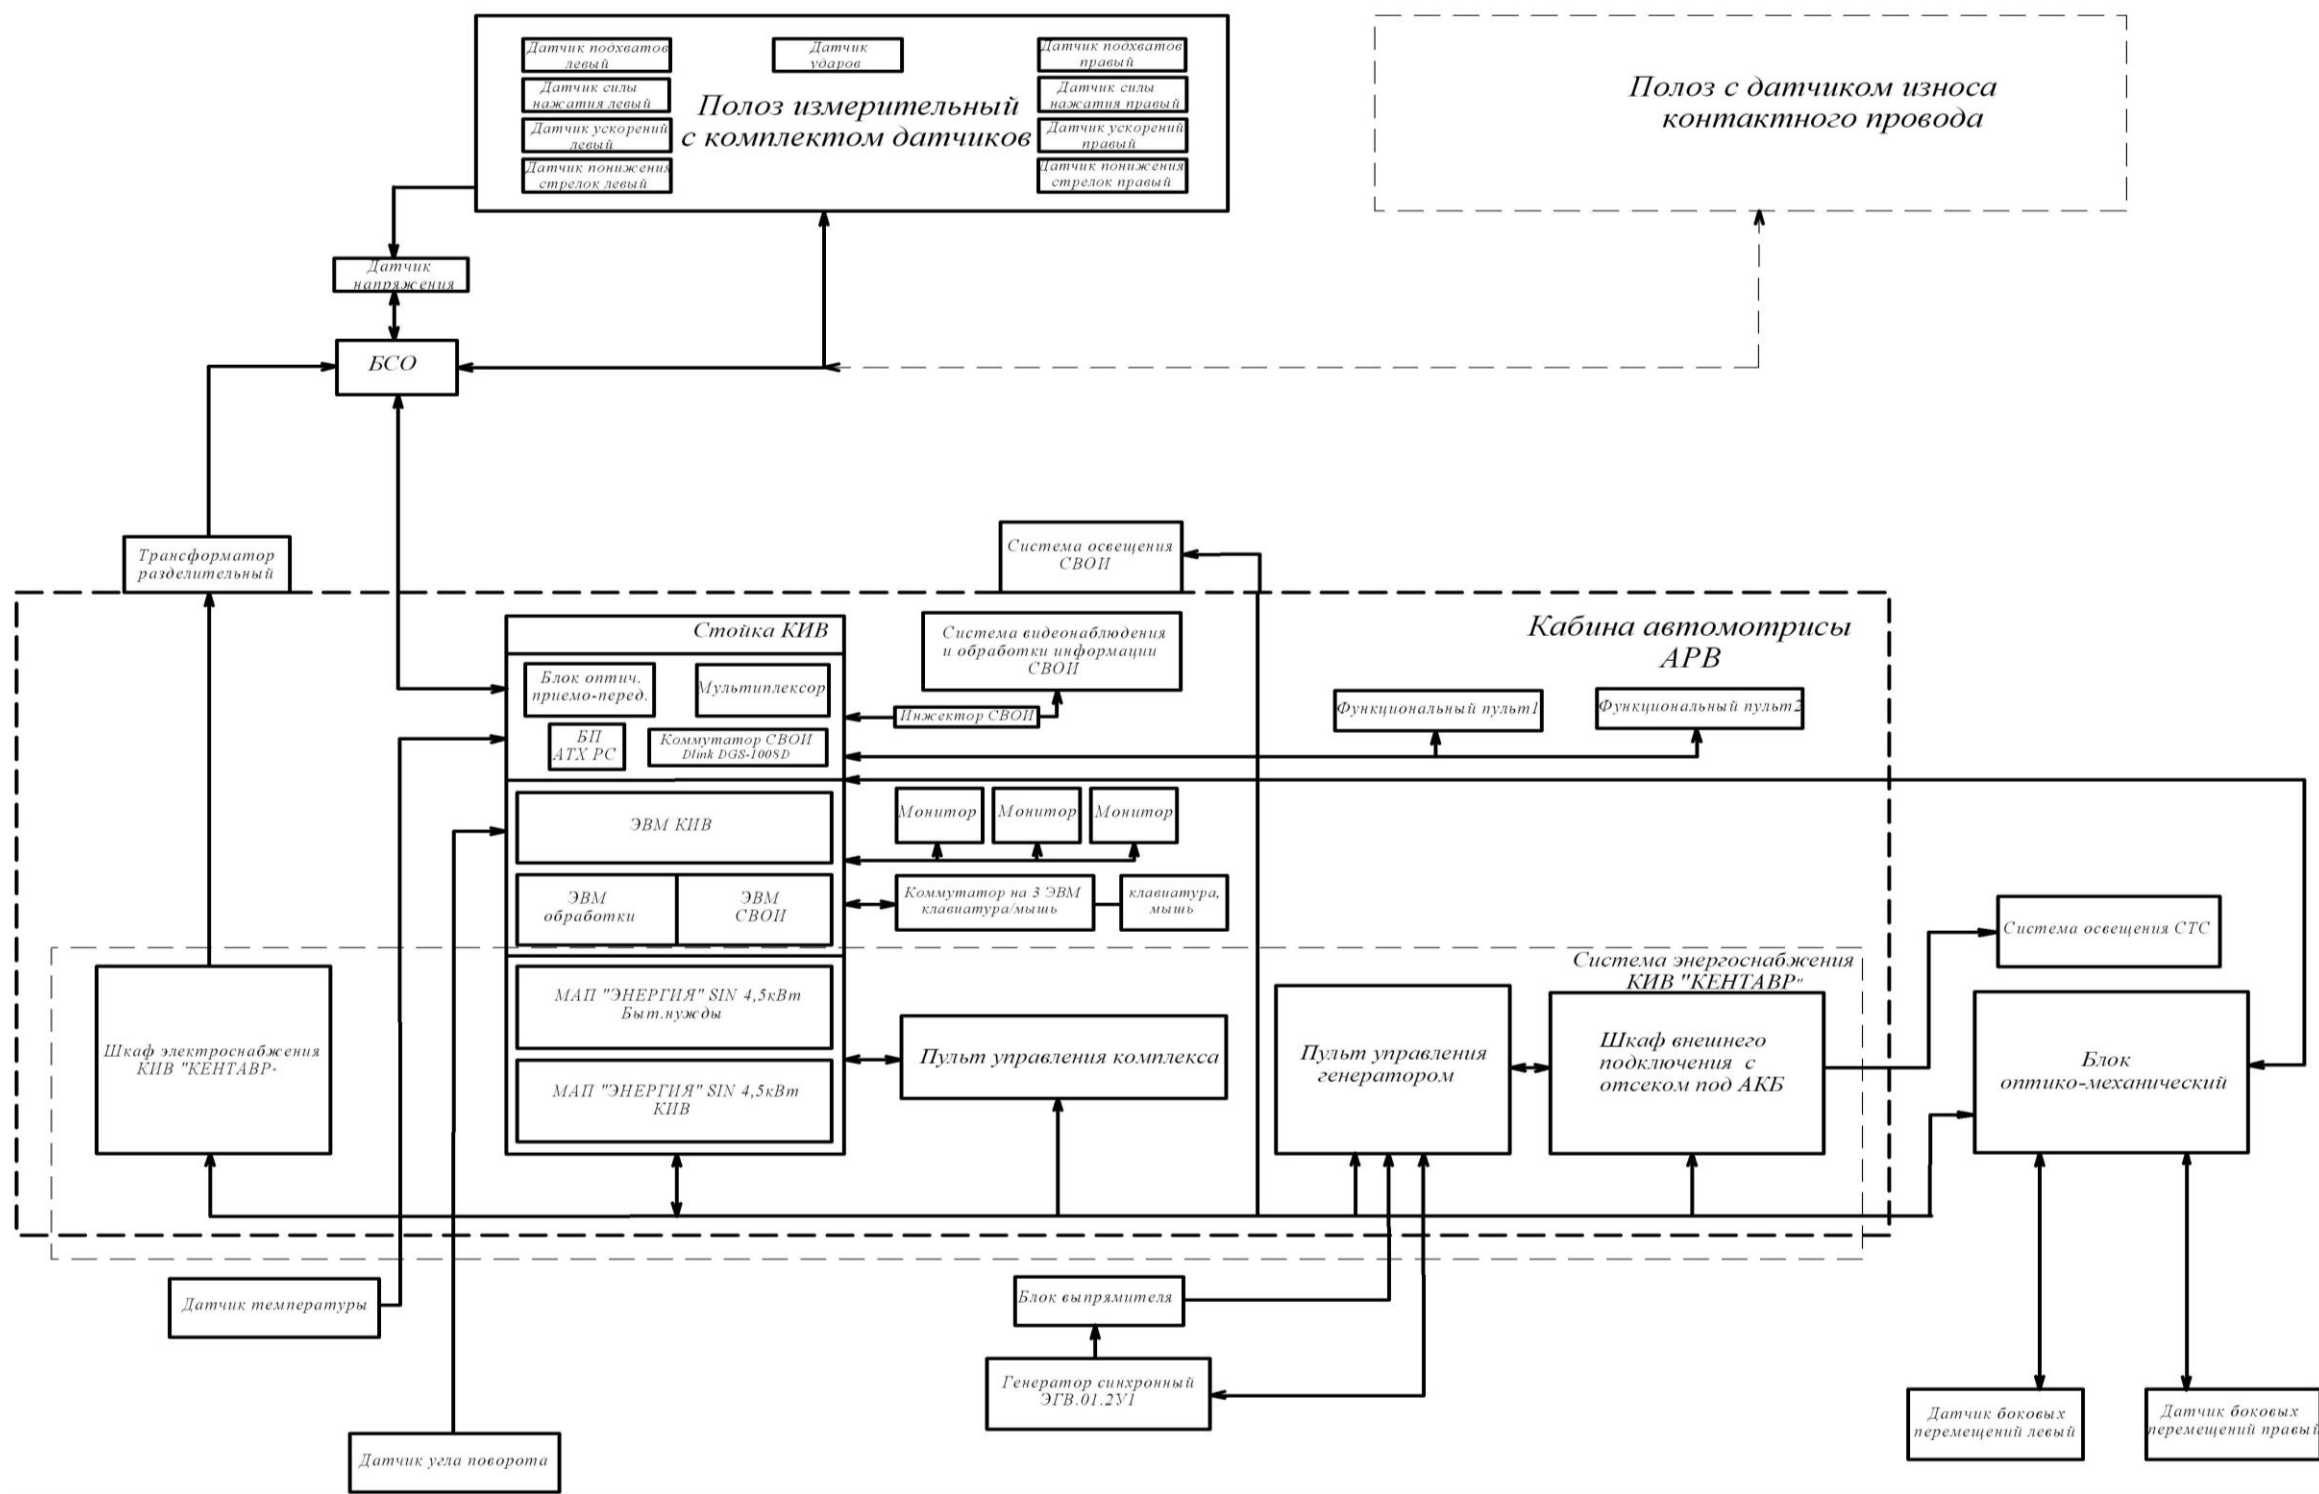 Датчик подхватов
левый
Датчик
ударов
Датчик подхватов
правый
Датчик силы
нажатия левый
Датчик силы
нажатия правый
Полоз измерительный
с комплектом датчиков
Датчик ускорений
левый
Датчик ускорений
правый
Датчик понижения
стрелок левый
Датчик понижения
стрелок правый
Полоз с датчиком износа
контактного провода
Датчик
напряжения
БСО
Трансформатор
разделительный
Система освещения
СВОИ
Кабина автомотрисы
АРВ
Стойка КИВ
Система видеонаблюдения
и обработки информации
СВОИ
Блок оптич.
приемо-перед.
Мультиплексор
Инжектор СВОИ
Функциональный пульт1
Функциональный пульт2
БП
АТХ РС
Коммутатор СВОИ
Dlink DGS-1008D
ЭВМ КИВ
Монитор
Монитор
Монитор
ЭВМ
обработки
ЭВМ
СВОИ
Коммутатор на 3 ЭВМ
клавиатура/мышь
клавиатура,
мышь
Система освещения СТС
Система энергоснабжения
КИВ "КЕНТАВР"
Шкаф электроснабжения
КИВ "КЕНТАВР-
МАП "ЭНЕРГИЯ" SIN 4,5кВт
Быт.нужды
МАП "ЭНЕРГИЯ" SIN 4,5кВт
КИВ
Пульт управления комплекса
Пульт управления
генератором
Шкаф внешнего
подключения с
отсеком под АКБ
Блок
оптико-механический
Датчик температуры
Блок выпрямителя
Генератор синхронный
ЭГВ.01.2У1
Датчик угла поворота
Датчик боковых
перемещений левый
Датчик боковых
перемещений правый